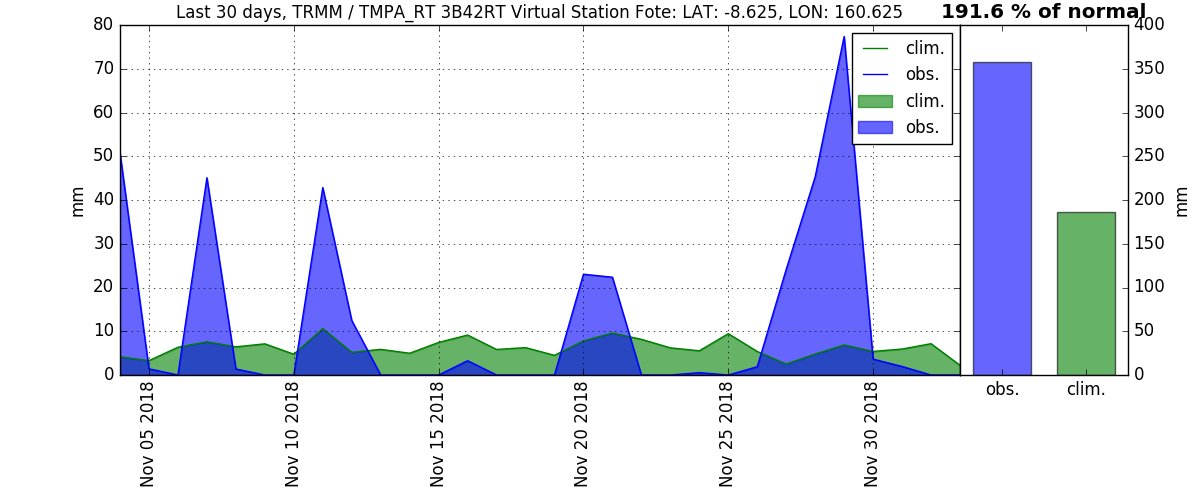 Last 30 days, TRMM / TMPA_RT 3B42RT Virtual Station Fote: LAT: -8.625, LON: 160.625
191.6 % of normal
80
70
60
50
40
30
20
10
0
mm
clim.
obs.
clim.
obs.
Nov 05 2018
Nov 10 2018
Nov 15 2018
Nov 20 2018
Nov 25 2018
Nov 30 2018
400
350
300
250
200
150
100
50
0
mm
obs.
clim.